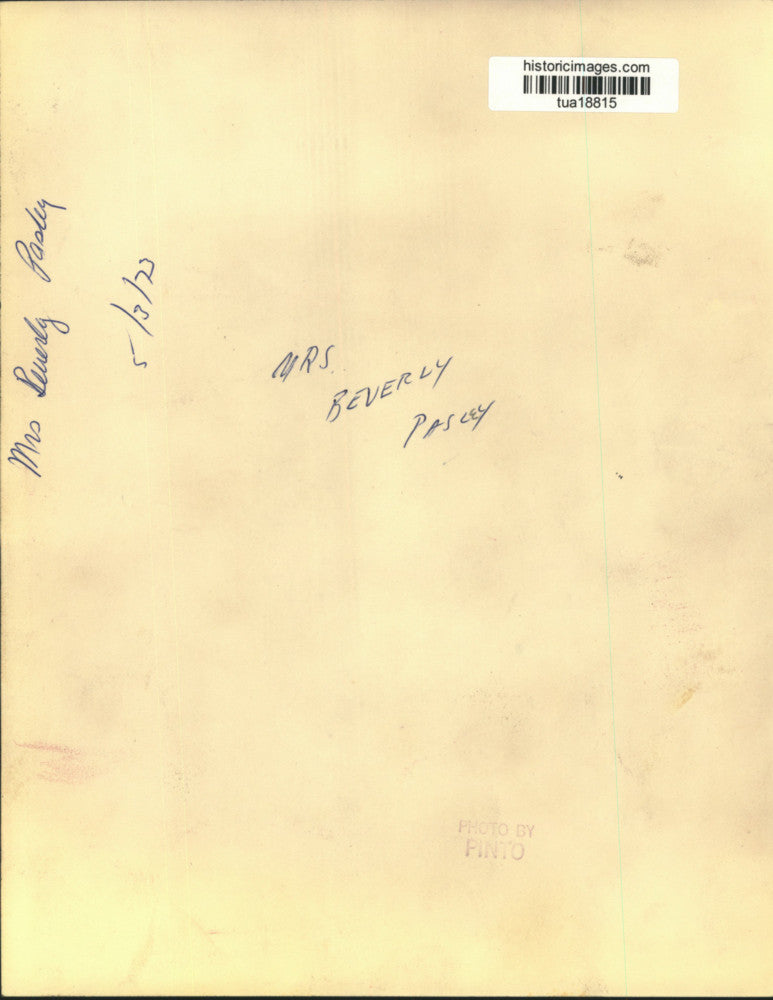 historicimages.com
tua18815
Mrs Beverly Pasley
5/3/73
MRS.
BEVERLY
PASLEY
PHOTO BY
PINTO